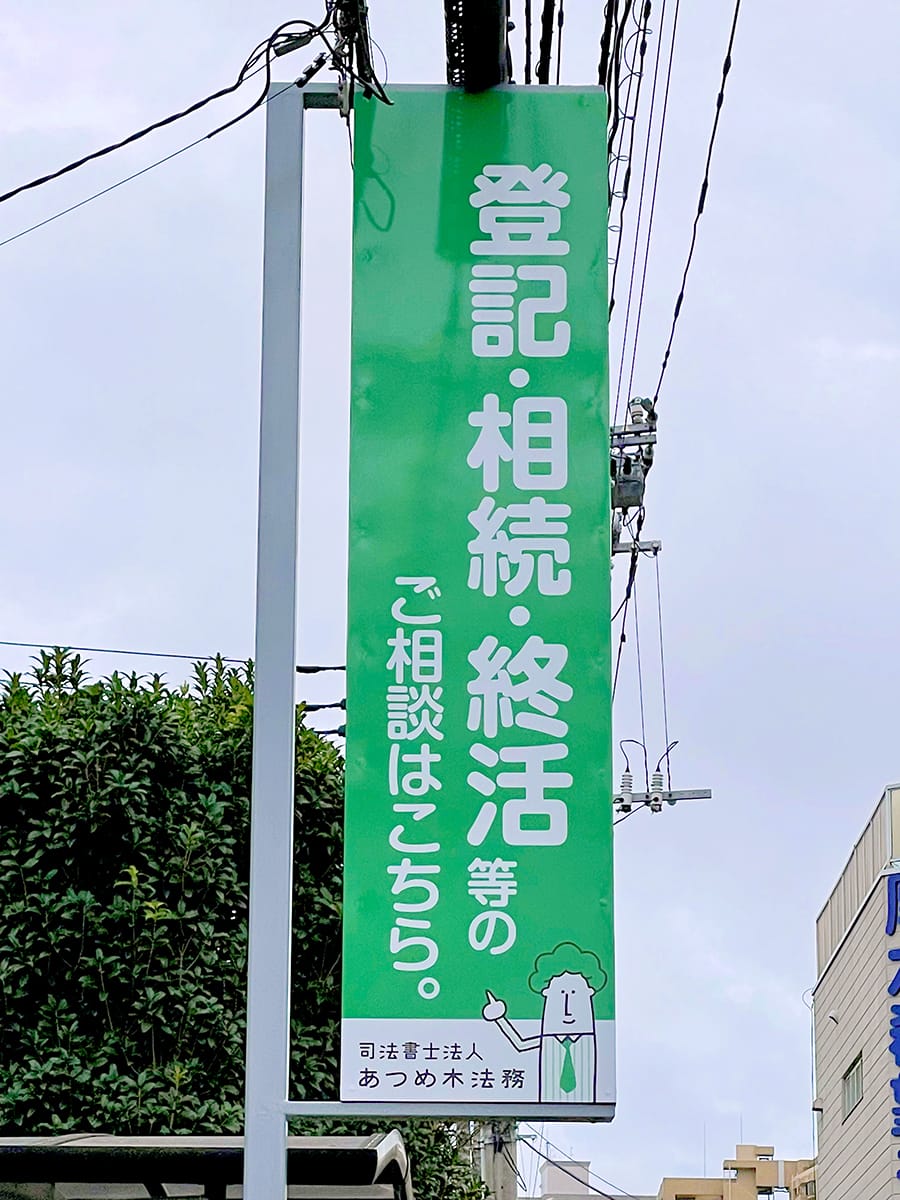 登記・相続・終活等の
ご相談はこちら。
司法書士法人
あつめ木法務